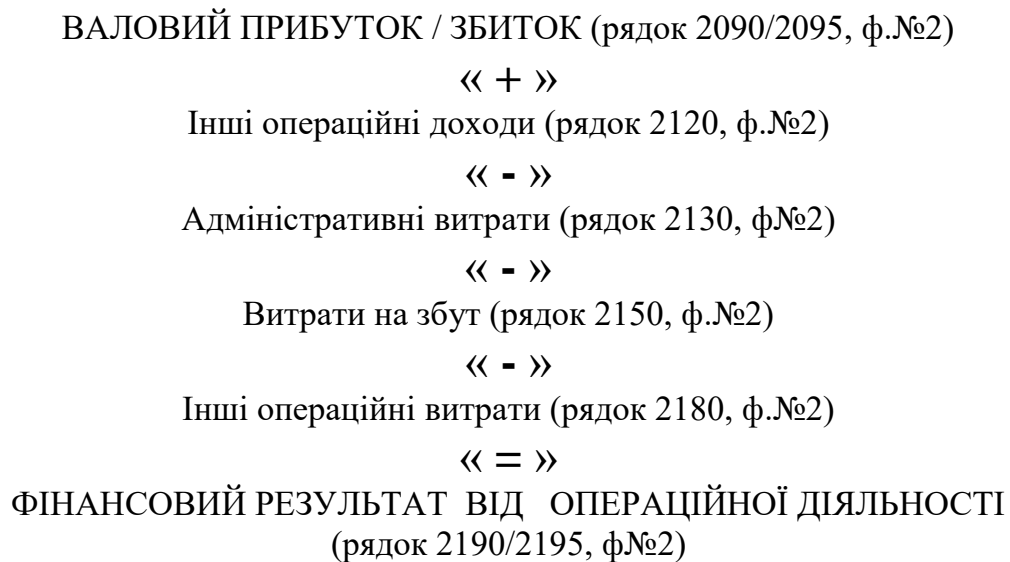 ВАЛОВИЙ ПРИБУТОК / ЗБИТОК (рядок 2090/2095, ф.№2)
« + »
Інші операційні доходи (рядок 2120, ф.№2)
« - »
Адміністративні витрати (рядок 2130, ф№2)
« - »
Витрати на збут (рядок 2150, ф.№2)
« - »
Інші операційні витрати (рядок 2180, ф.№2)
« = »
ФІНАНСОВИЙ РЕЗУЛЬТАТ ВІД ОПЕРАЦІЙНОЇ ДІЯЛЬНОСТІ
(рядок 2190/2195, ф№2)